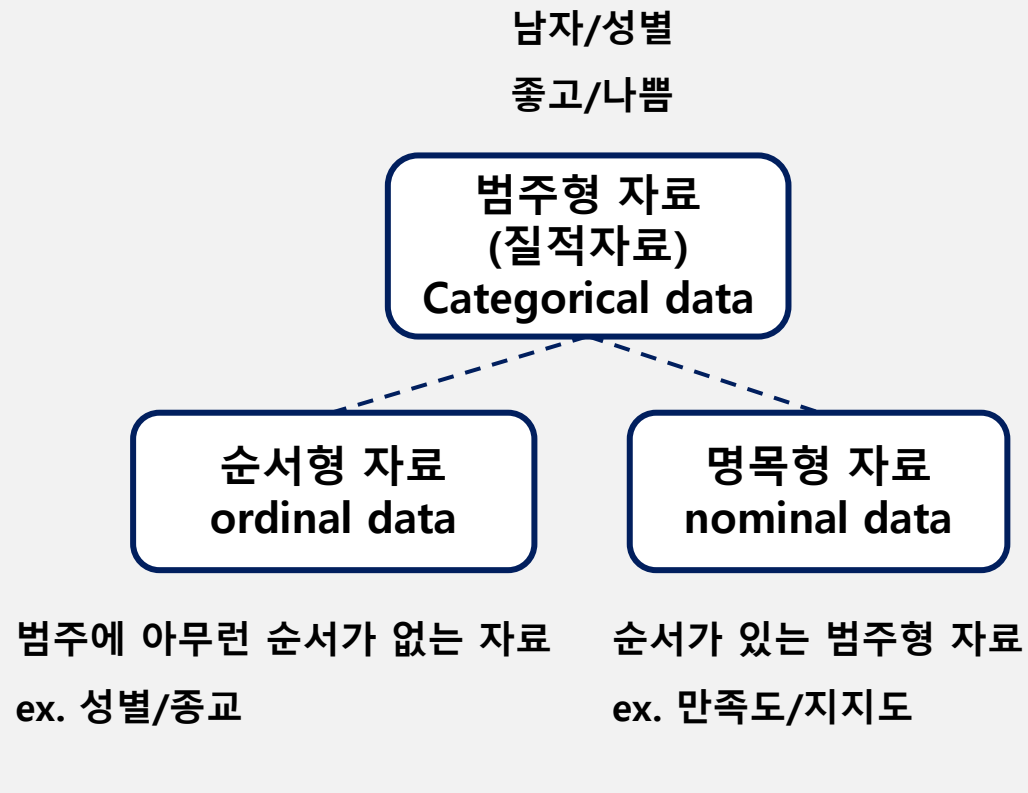 남자/성별
좋고/나쁨
범주형 자료
(질적자료)
Categorical data
순서형 자료
ordinal data
명목형 자료
nominal data
범주에 아무런 순서가 없는 자료
ex. 성별/종교
순서가 있는 범주형 자료
ex. 만족도/지지도